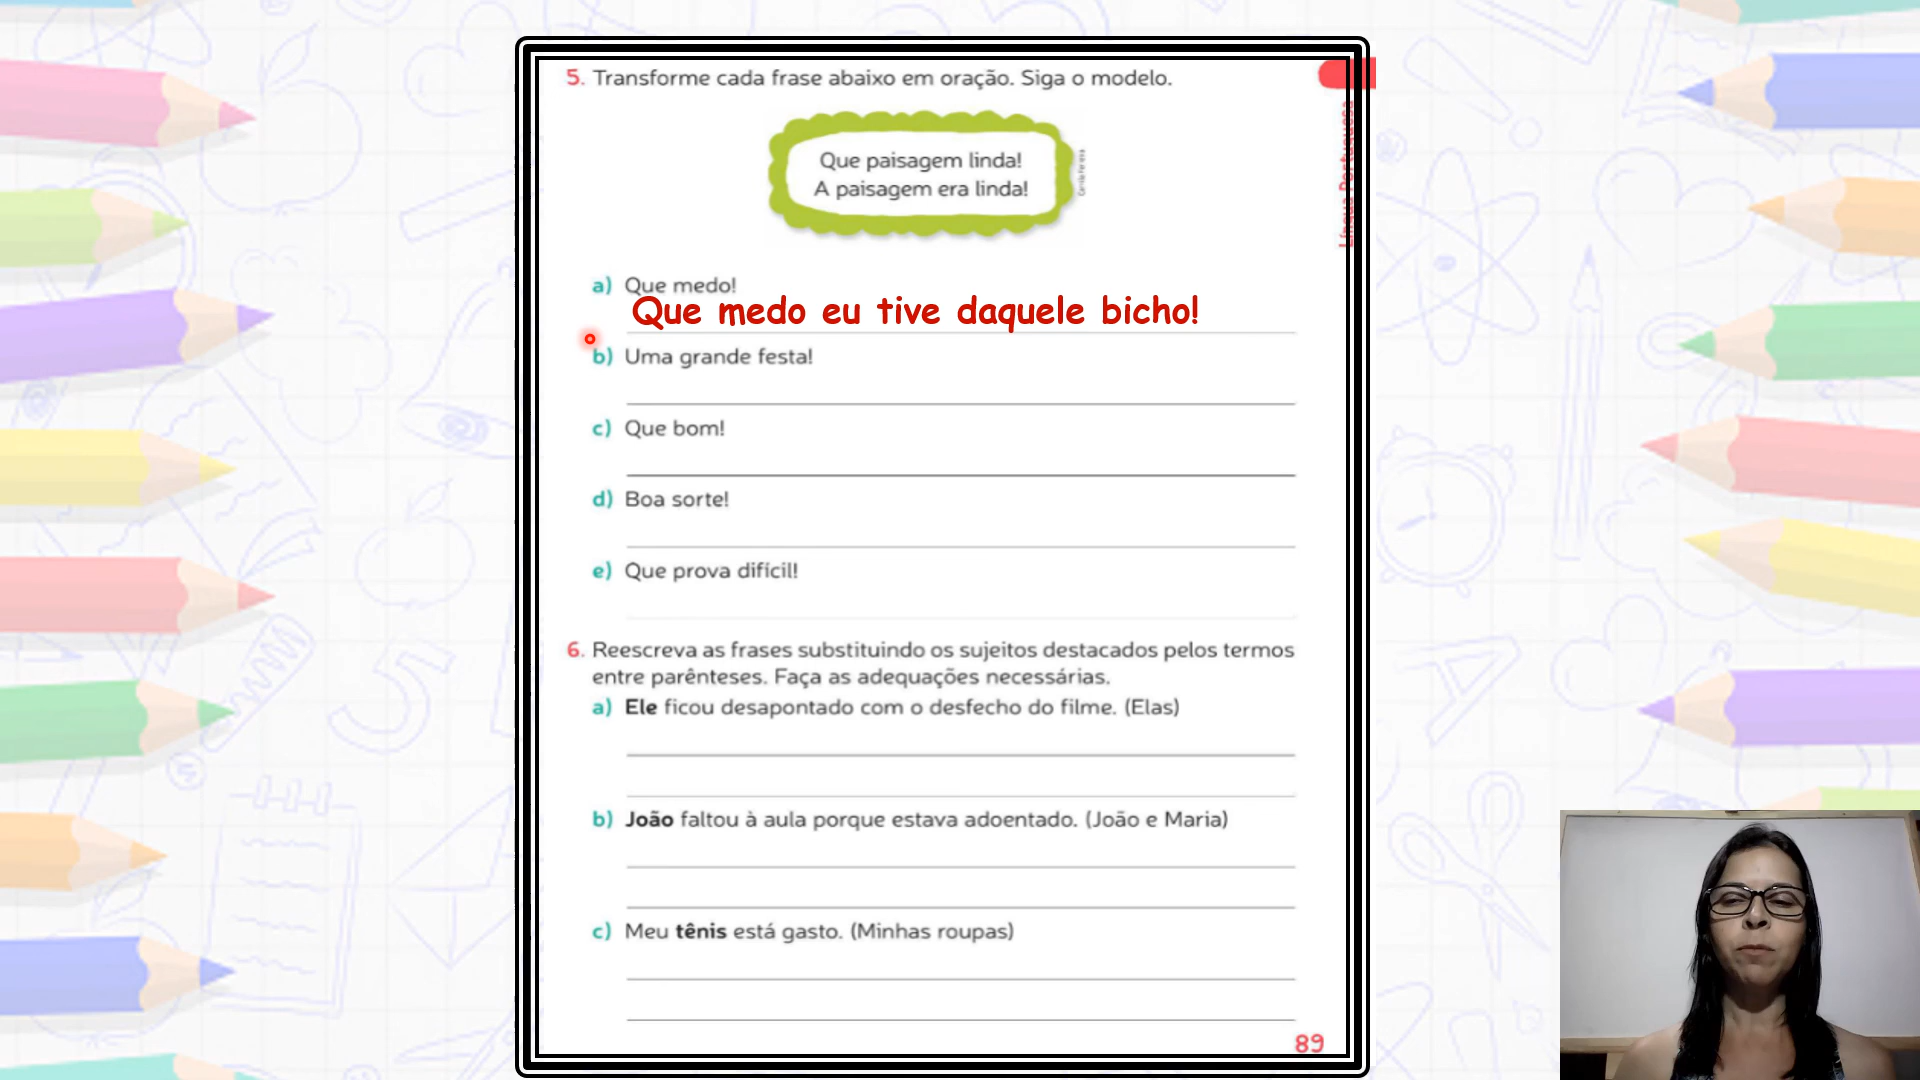 5. Transforme cada frase abaixo em oração. Siga o modelo.
Língua Portuguesa
Que paisagem linda!
A paisagem era linda!
a) Que medo!
Que medo eu tive daquele bicho!
b) Uma grande festa!
c) Que bom!
d) Boa sorte!
e) Que prova difícil!
6. Reescreva as frases substituindo os sujeitos destacados pelos termos
entre parênteses. Faça as adequações necessárias.
a) Ele ficou desapontado com o desfecho do filme. (Elas)
b) João faltou à aula porque estava adoentado. (João e Maria)
c) Meu tênis está gasto. (Minhas roupas)
89